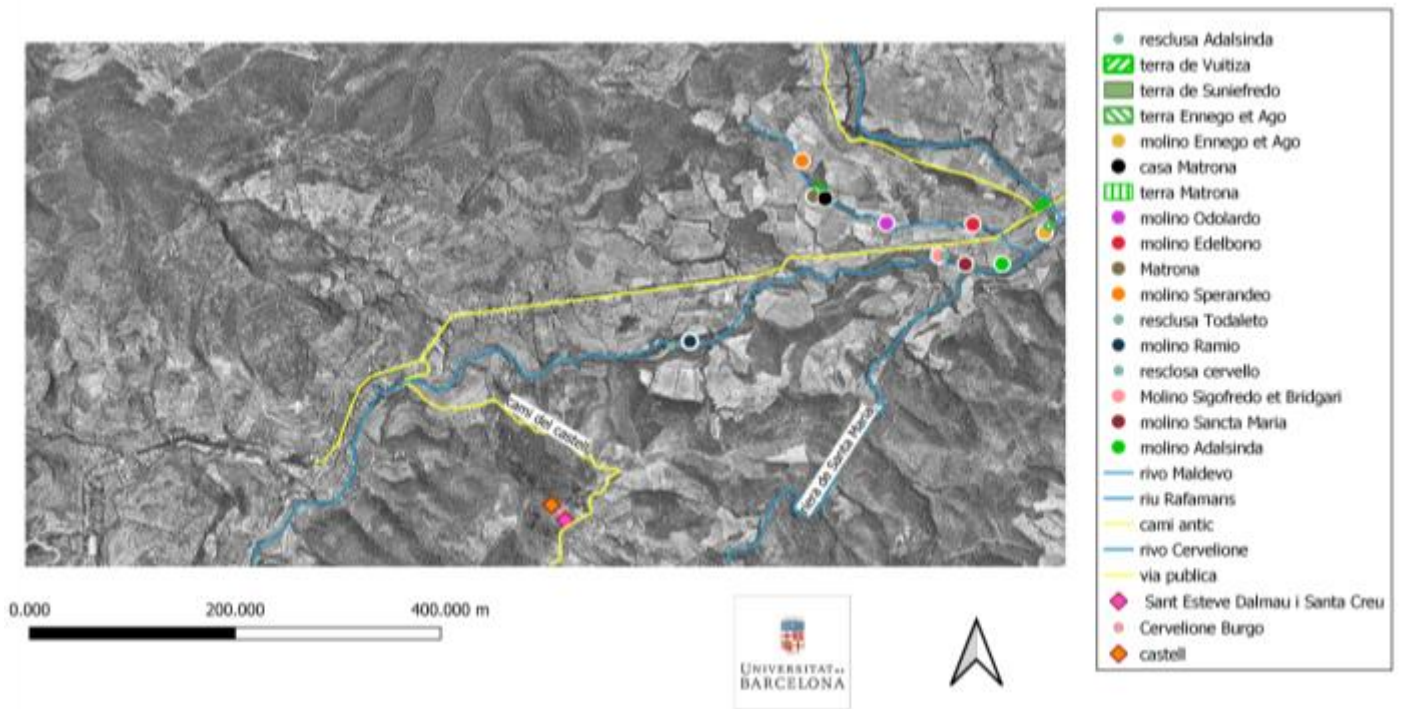 cami del castell
iera de Santa Maria
0.000 200.000 400.000 m
UNIVERSITAT DE
BARCELONA
resclusa Adalsinda
terra de Vuitiza
terra de Suniefredo
terra Ennego et Ago
molino Ennego et Ago
casa Matrona
terra Matrona
molino Odolardo
molino Edelbono
Matrona
molino Sperandeo
resclusa Todaleto
molino Ramio
resclosa cervello
Molino Sigofredo et Bridgari
molino Sancta Maria
molino Adalsinda
rivo Maldevo
riu Rafamans
cami antic
rivo Cervelione
via publica
Sant Esteve Dalmau i Santa Creu
Cervelione Burgo
castell